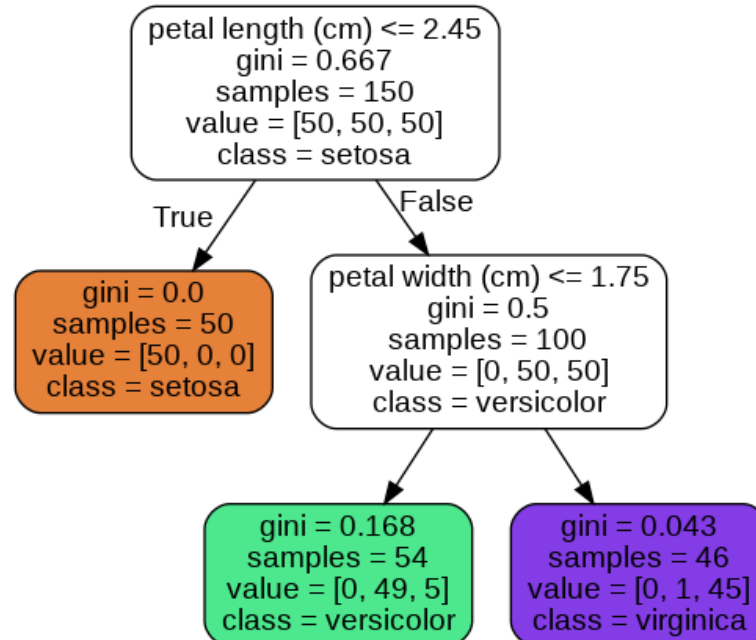 petal length (cm) <= 2.45
gini = 0.667
samples = 150
value = [50, 50, 50]
class = setosa
True
False
gini = 0.0
samples = 50
value = [50, 0, 0]
class = setosa
petal width (cm) <= 1.75
gini = 0.5
samples = 100
value = [0, 50, 50]
class = versicolor
gini = 0.168
samples = 54
value = [0, 49, 5]
class = versicolor
gini = 0.043
samples = 46
value = [0, 1, 45]
class = virginica